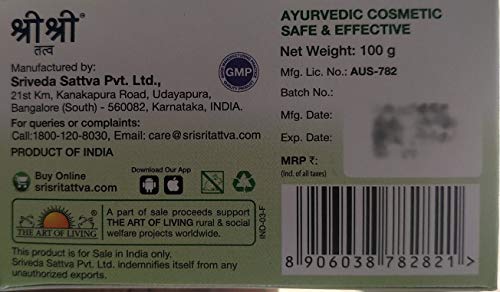 श्री श्री®
तत्व
Manufactured by:
Sriveda Sattva Pvt. Ltd.,
21st Km, Kanakapura Road, Udayapura,
Bangalore (South) - 560082, Karnataka, INDIA.
For queries or complaints:
Call:1800-120-8030, Email: care@srisritattva.com
PRODUCT OF INDIA
GMP
Buy Online
srisritattva.com
Download Our App
THE ART OF LIVING
A part of sale proceeds support
THE ART OF LIVING rural & social
welfare projects worldwide.
This product is for Sale in India only.
Sriveda Sattva Pvt. Ltd. indemnifies itself from any
unauthorized exports.
IND-03-F
AYURVEDIC COSMETIC
SAFE & EFFECTIVE
Net Weight: 100 g
Mfg. Lic. No.: AUS-782
Batch No.:
Mfg. Date:
Exp. Date:
MRP ₹:
(Incl. of all taxes)
8 906038 782821 >